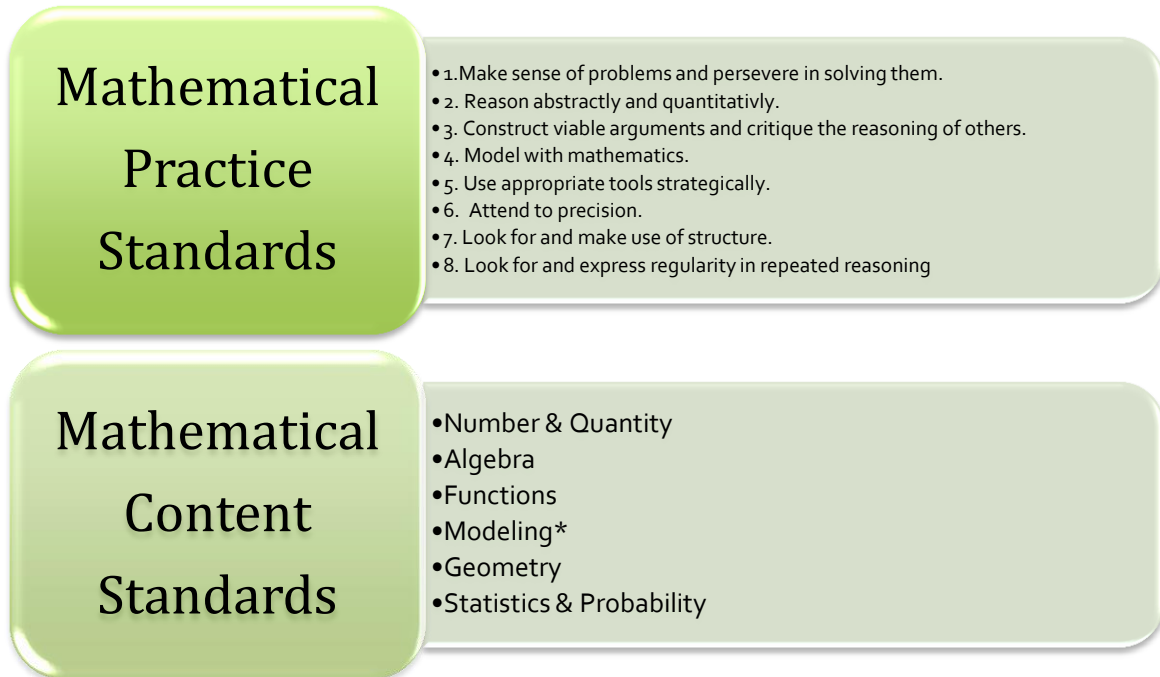 Mathematical
Practice
Standards
•1.Make sense of problems and persevere in solving them.
•2. Reason abstractly and quantitativly.
•3. Construct viable arguments and critique the reasoning of others.
•4. Model with mathematics.
•5. Use appropriate tools strategically.
•6.  Attend to precision.
•7. Look for and make use of structure.
•8. Look for and express regularity in repeated reasoning
Mathematical
Content
Standards
•Number & Quantity
•Algebra
•Functions
•Modeling*
•Geometry
•Statistics & Probability